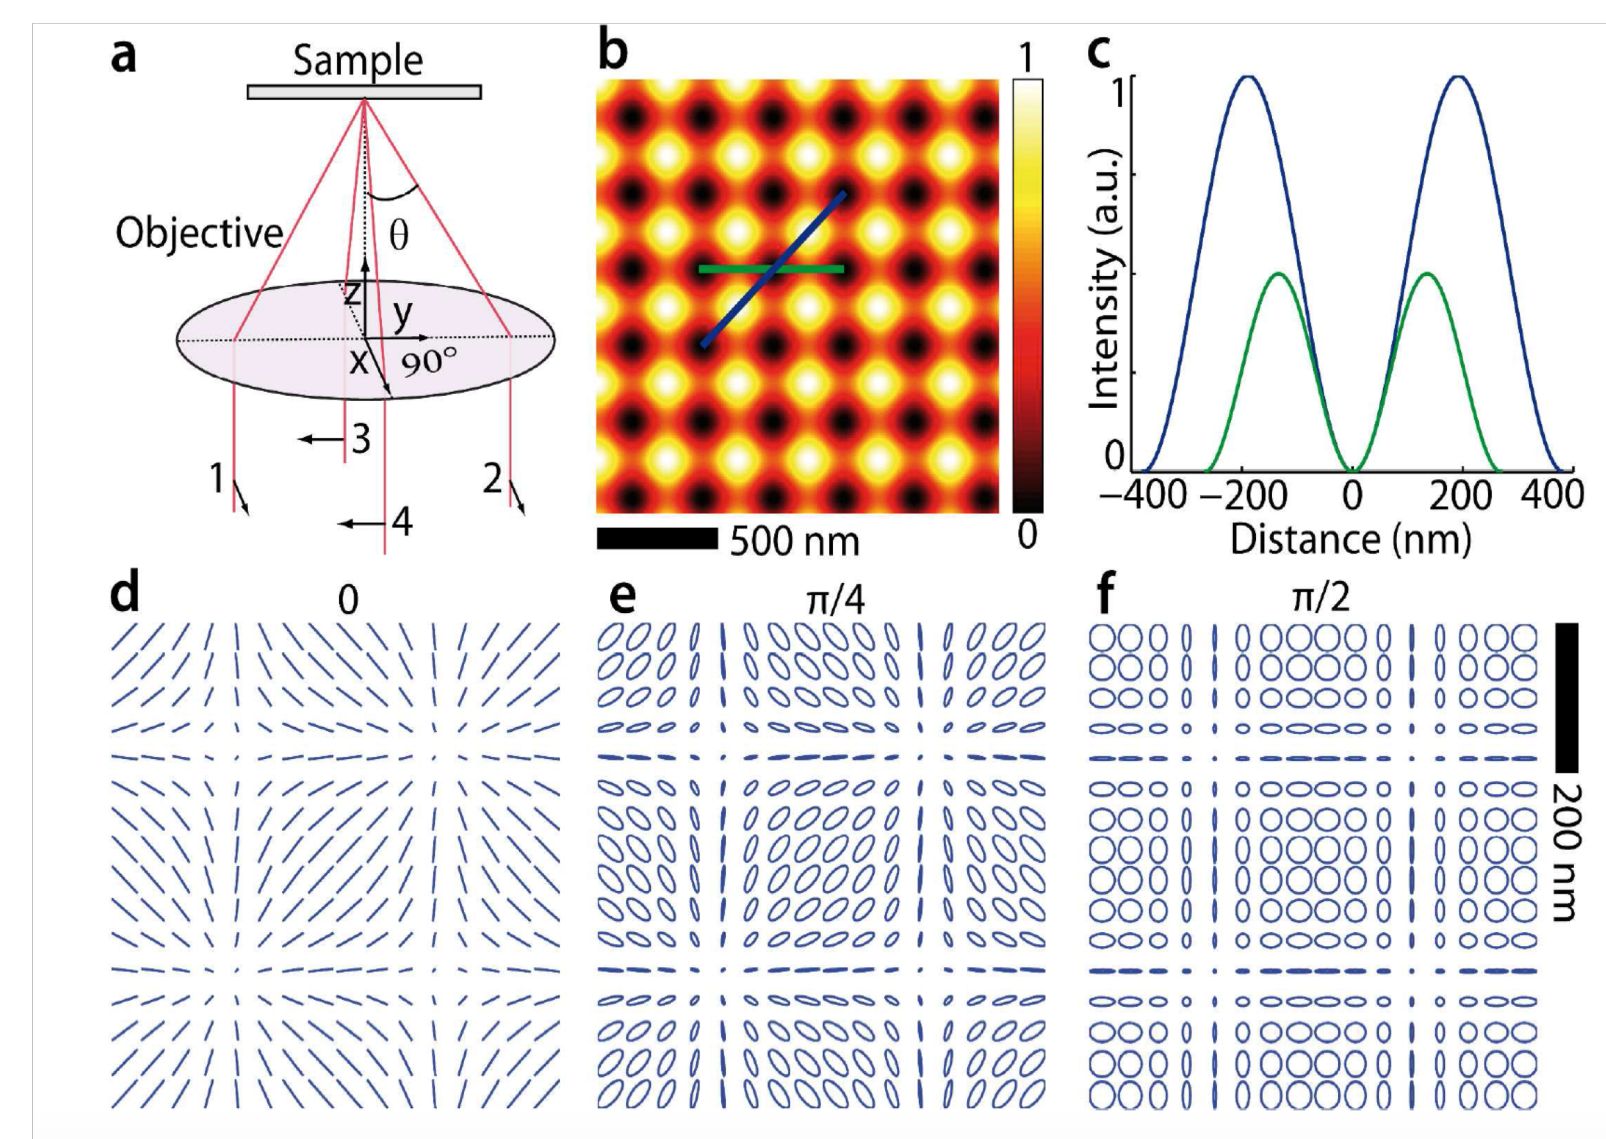 a
Sample
Objective
θ
z
y
x
90°
3
1
2
4
b
1
0
500 nm
c
Intensity (a.u.)
1
0
−400 −200 0 200 400
Distance (nm)
d
0
e
π/4
f
π/2
200 nm